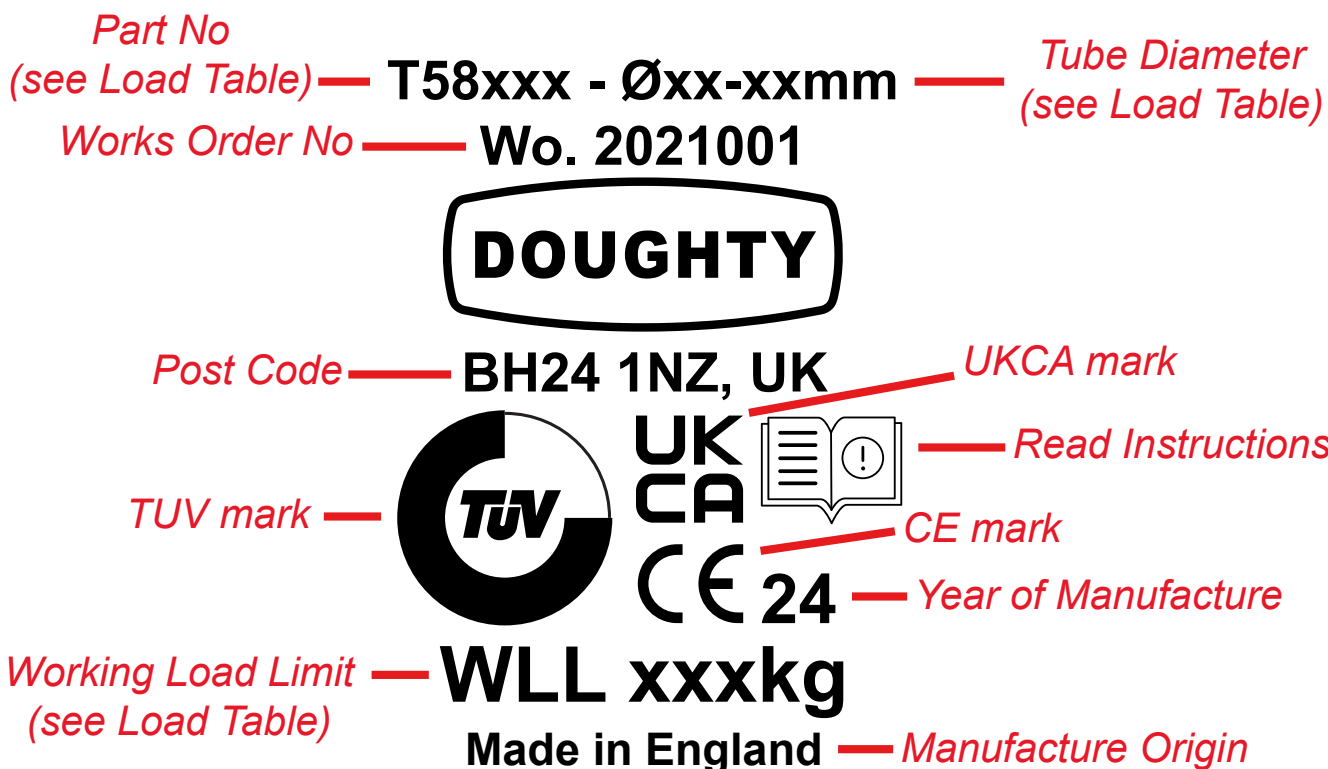 Part No
(see Load Table)
T58xxx - Øxx-xxmm
Tube Diameter
(see Load Table)
Works Order No
Wo. 2021001
DOUGHTY
Post Code
BH24 1NZ, UK
UKCA mark
UK
CA
Read Instructions
!
TUV mark
TÜV
CE mark
CE 24
Year of Manufacture
Working Load Limit
(see Load Table)
WLL xxxkg
Made in England
Manufacture Origin